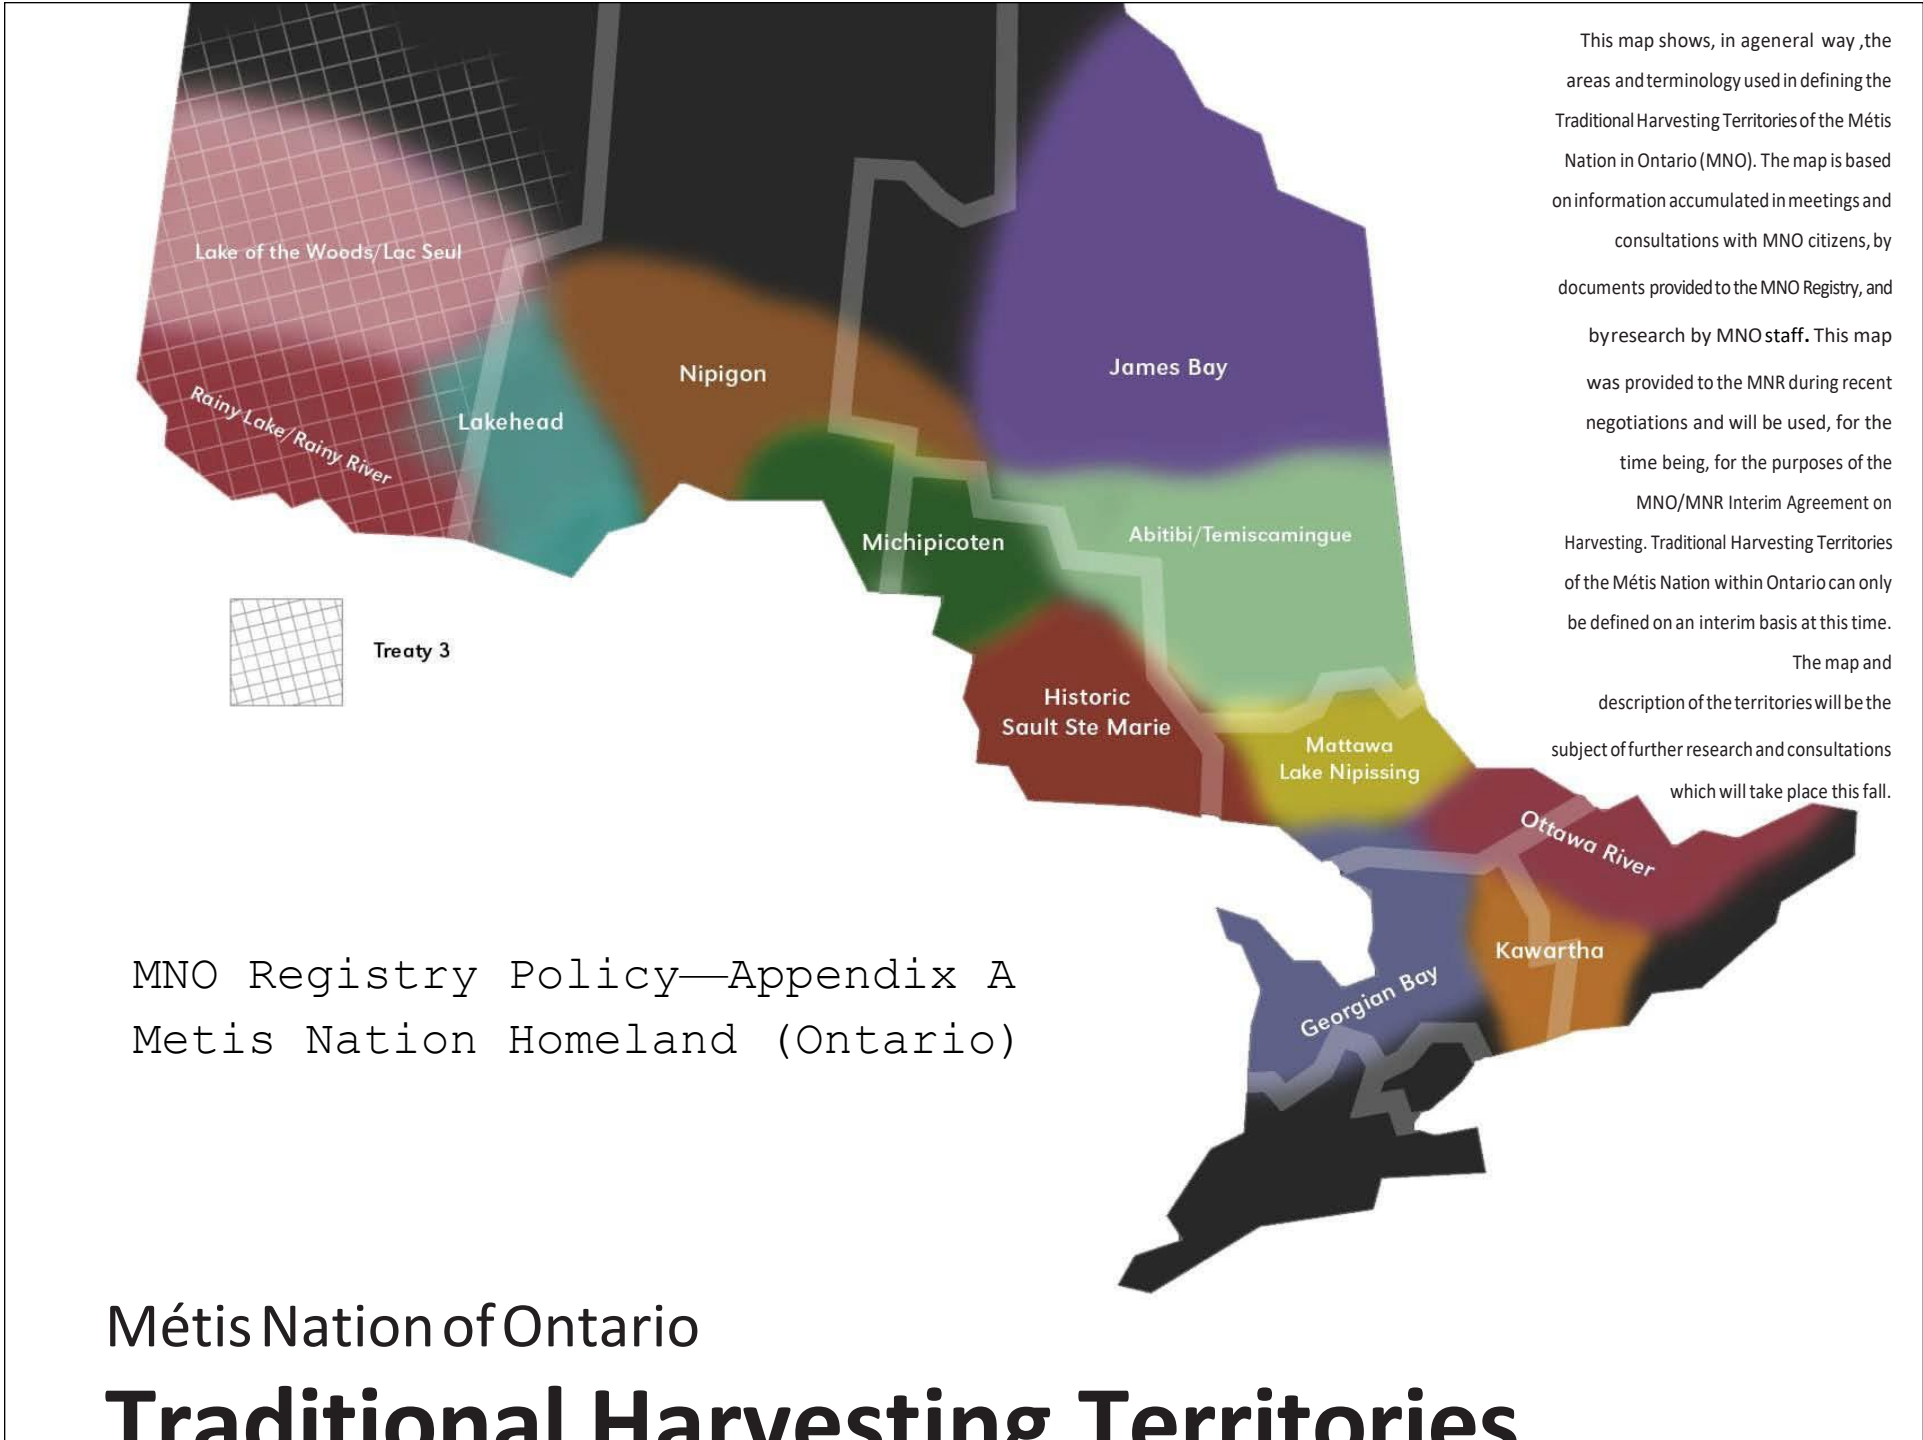 This map shows, in ageneral way ,the
areas and terminology used in defining the
Traditional Harvesting Territories of the Métis
Nation in Ontario (MNO). The map is based
on information accumulated in meetings and
consultations with MNO citizens, by
documents provided to the MNO Registry, and
by research by MNO staff. This map
was provided to the MNR during recent
negotiations and will be used, for the
time being, for the purposes of the
MNO/MNR Interim Agreement on
Harvesting. Traditional Harvesting Territories
of the Métis Nation within Ontario can only
be defined on an interim basis at this time.
The map and
description of the territories will be the
subject of further research and consultations
which will take place this fall.
Lake of the Woods/Lac Seul
Rainy Lake/Rainy River
Lakehead
Nipigon
James Bay
Michipicoten
Abitibi/Temiscamingue
Treaty 3
Historic
Sault Ste Marie
Mattawa
Lake Nipissing
Ottawa River
Kawartha
Georgian Bay
MNO Registry Policy—Appendix A
Metis Nation Homeland (Ontario)
Métis Nation of Ontario
Traditional Harvesting Territories